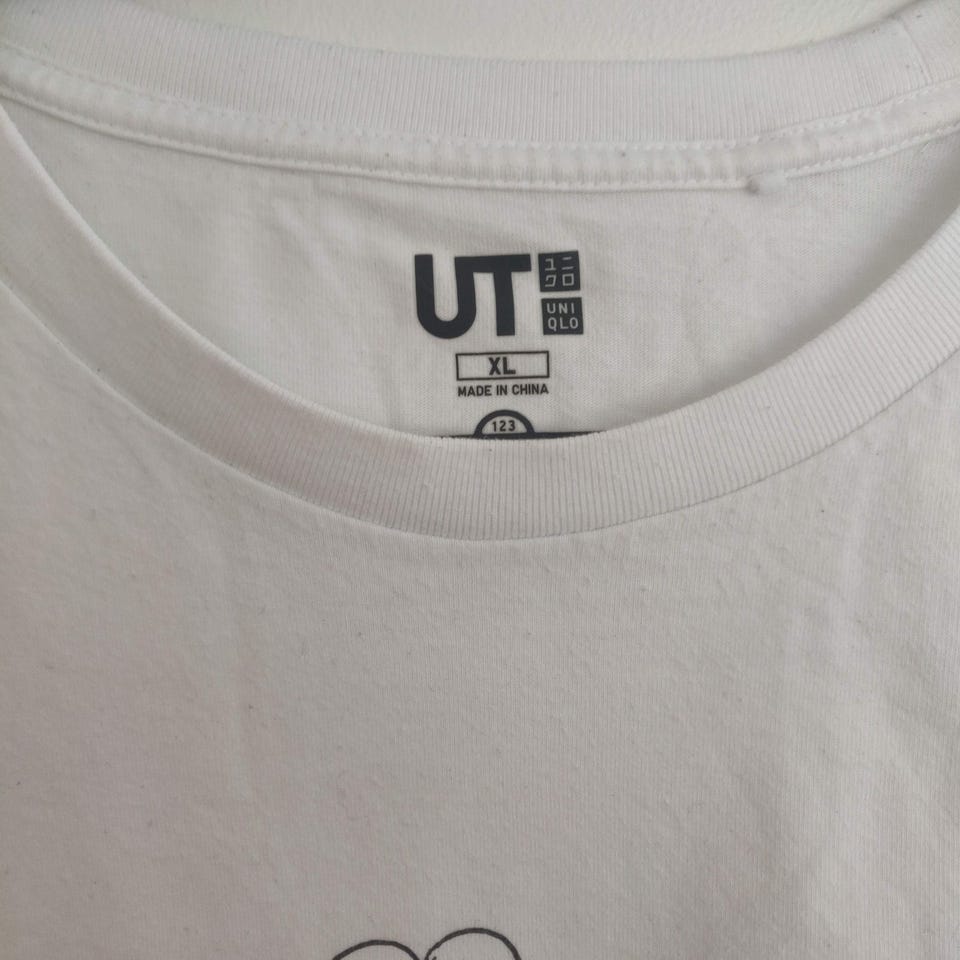 UT
ユニ
クロ
UNI
QLO
XL
MADE IN CHINA
123